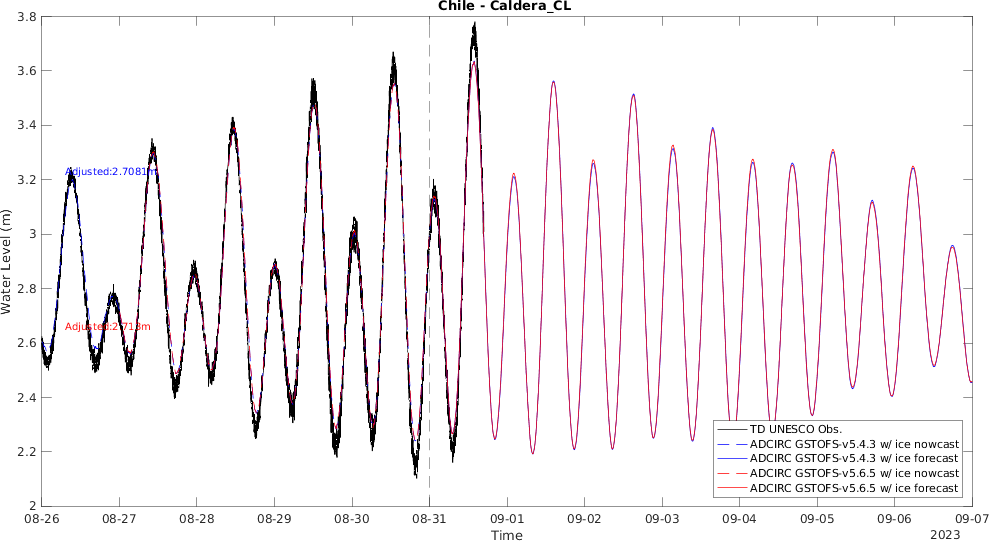 Chile - Caldera_CL
Water Level (m)
3.8
3.6
3.4
3.2
3
2.8
2.6
2.4
2.2
2
Adjusted:2.7081m
Adjusted:2.713m
TD UNESCO Obs.
ADCIRC GSTOFS-v5.4.3 w/ ice nowcast
ADCIRC GSTOFS-v5.4.3 w/ ice forecast
ADCIRC GSTOFS-v5.6.5 w/ ice nowcast
ADCIRC GSTOFS-v5.6.5 w/ ice forecast
08-26 08-27 08-28 08-29 08-30 08-31 09-01 09-02 09-03 09-04 09-05 09-06 09-07
Time
2023